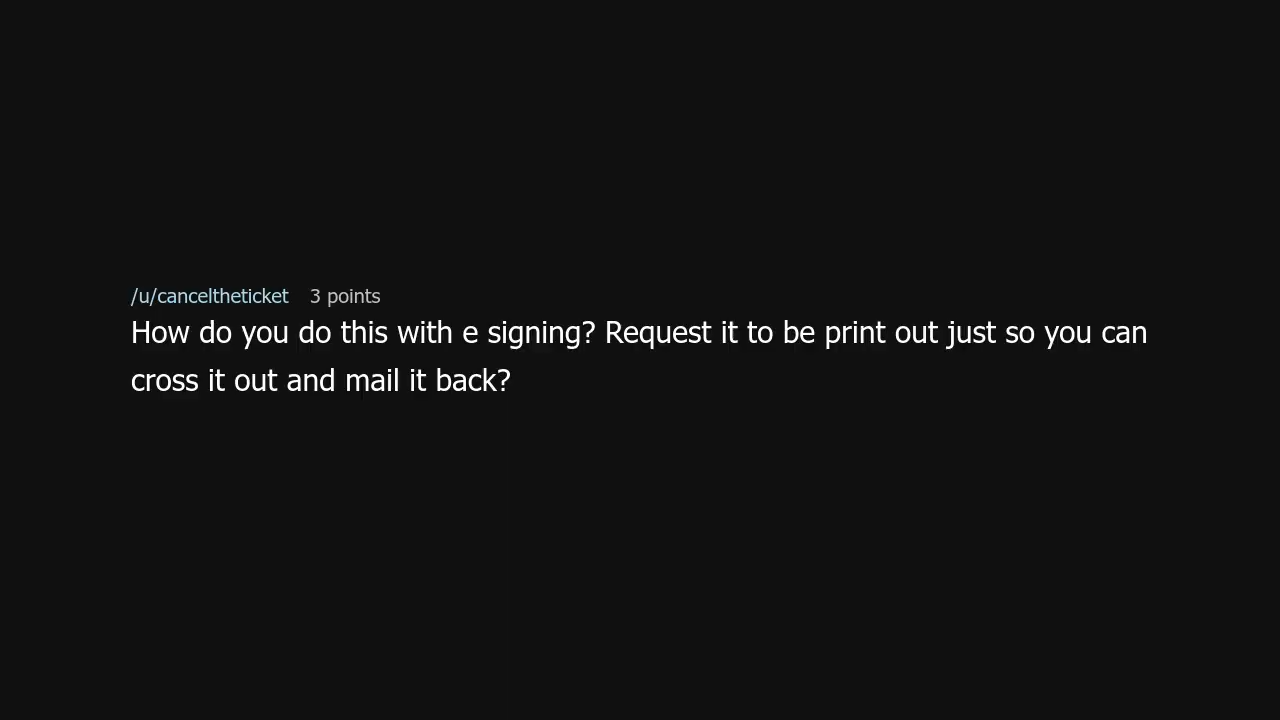 /u/canceltheticket 3 points
How do you do this with e signing? Request it to be print out just so you can
cross it out and mail it back?